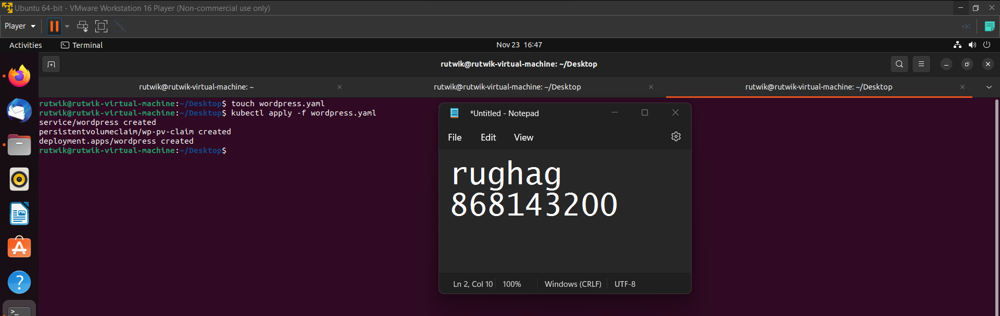 Ubuntu 64-bit - VMware Workstation 16 Player (Non-commercial use only)
Player
Activities
Terminal
Nov 23 16:47
rutwik@rutwik-virtual-machine: ~/Desktop
rutwik@rutwik-virtual-machine: ~
rutwik@rutwik-virtual-machine: ~/Desktop
rutwik@rutwik-virtual-machine: ~/Desktop
rutwik@rutwik-virtual-machine:~/Desktop$ touch wordpress.yaml
rutwik@rutwik-virtual-machine:~/Desktop$ kubectl apply -f wordpress.yaml
service/wordpress created
persistentvolumeclaim/wp-pv-claim created
deployment.apps/wordpress created
rutwik@rutwik-virtual-machine:~/Desktop$
*Untitled - Notepad
File Edit View
rughag
868143200
Ln 2, Col 10 100% Windows (CRLF) UTF-8